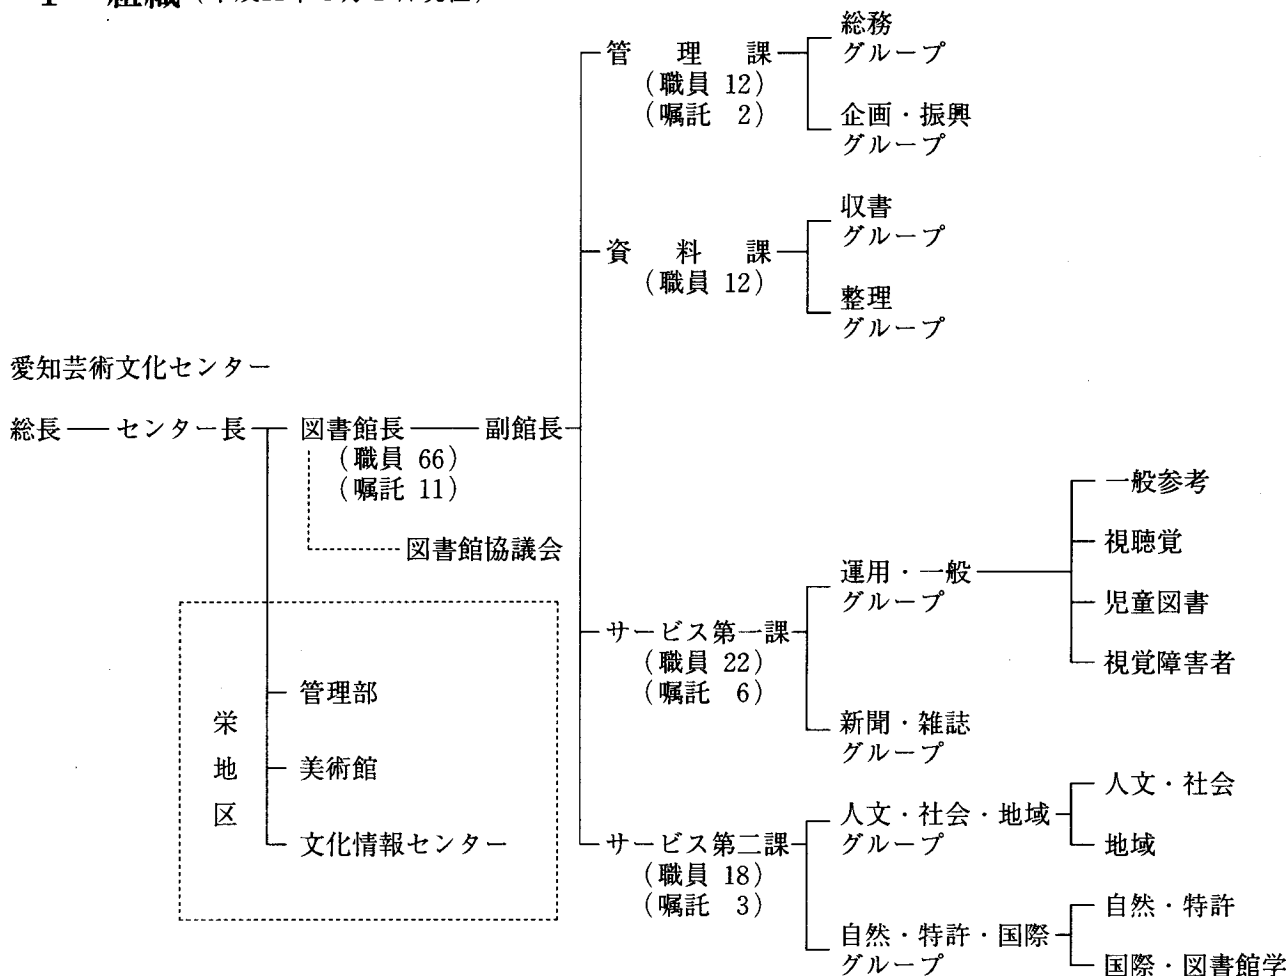 組織
管理課
(職員 12)
(嘱託 2)
総務
グループ
企画・振興
グループ
資料課
(職員 12)
収書
グループ
整理
グループ
愛知芸術文化センター
総長 センター長 図書館長 副館長
(職員 66)
(嘱託 11)
図書館協議会
栄地区
管理部
美術館
文化情報センター
サービス第一課
(職員 22)
(嘱託 6)
運用・一般
グループ
一般参考
視聴覚
児童図書
視覚障害者
新聞・雑誌
グループ
サービス第二課
(職員 18)
(嘱託 3)
人文・社会・地域
グループ
人文・社会
地域
自然・特許・国際
グループ
自然・特許
国際・図書館学